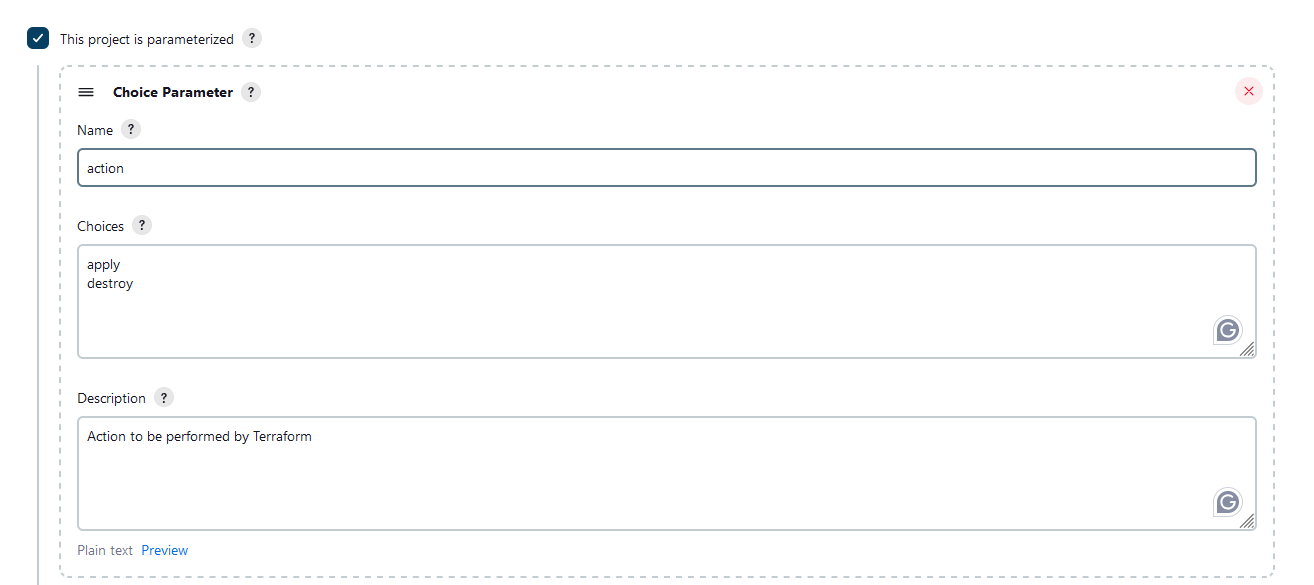 This project is parameterized ?
Choice Parameter ?
Name ?
action
Choices ?
apply
destroy
Description ?
Action to be performed by Terraform
Plain text Preview